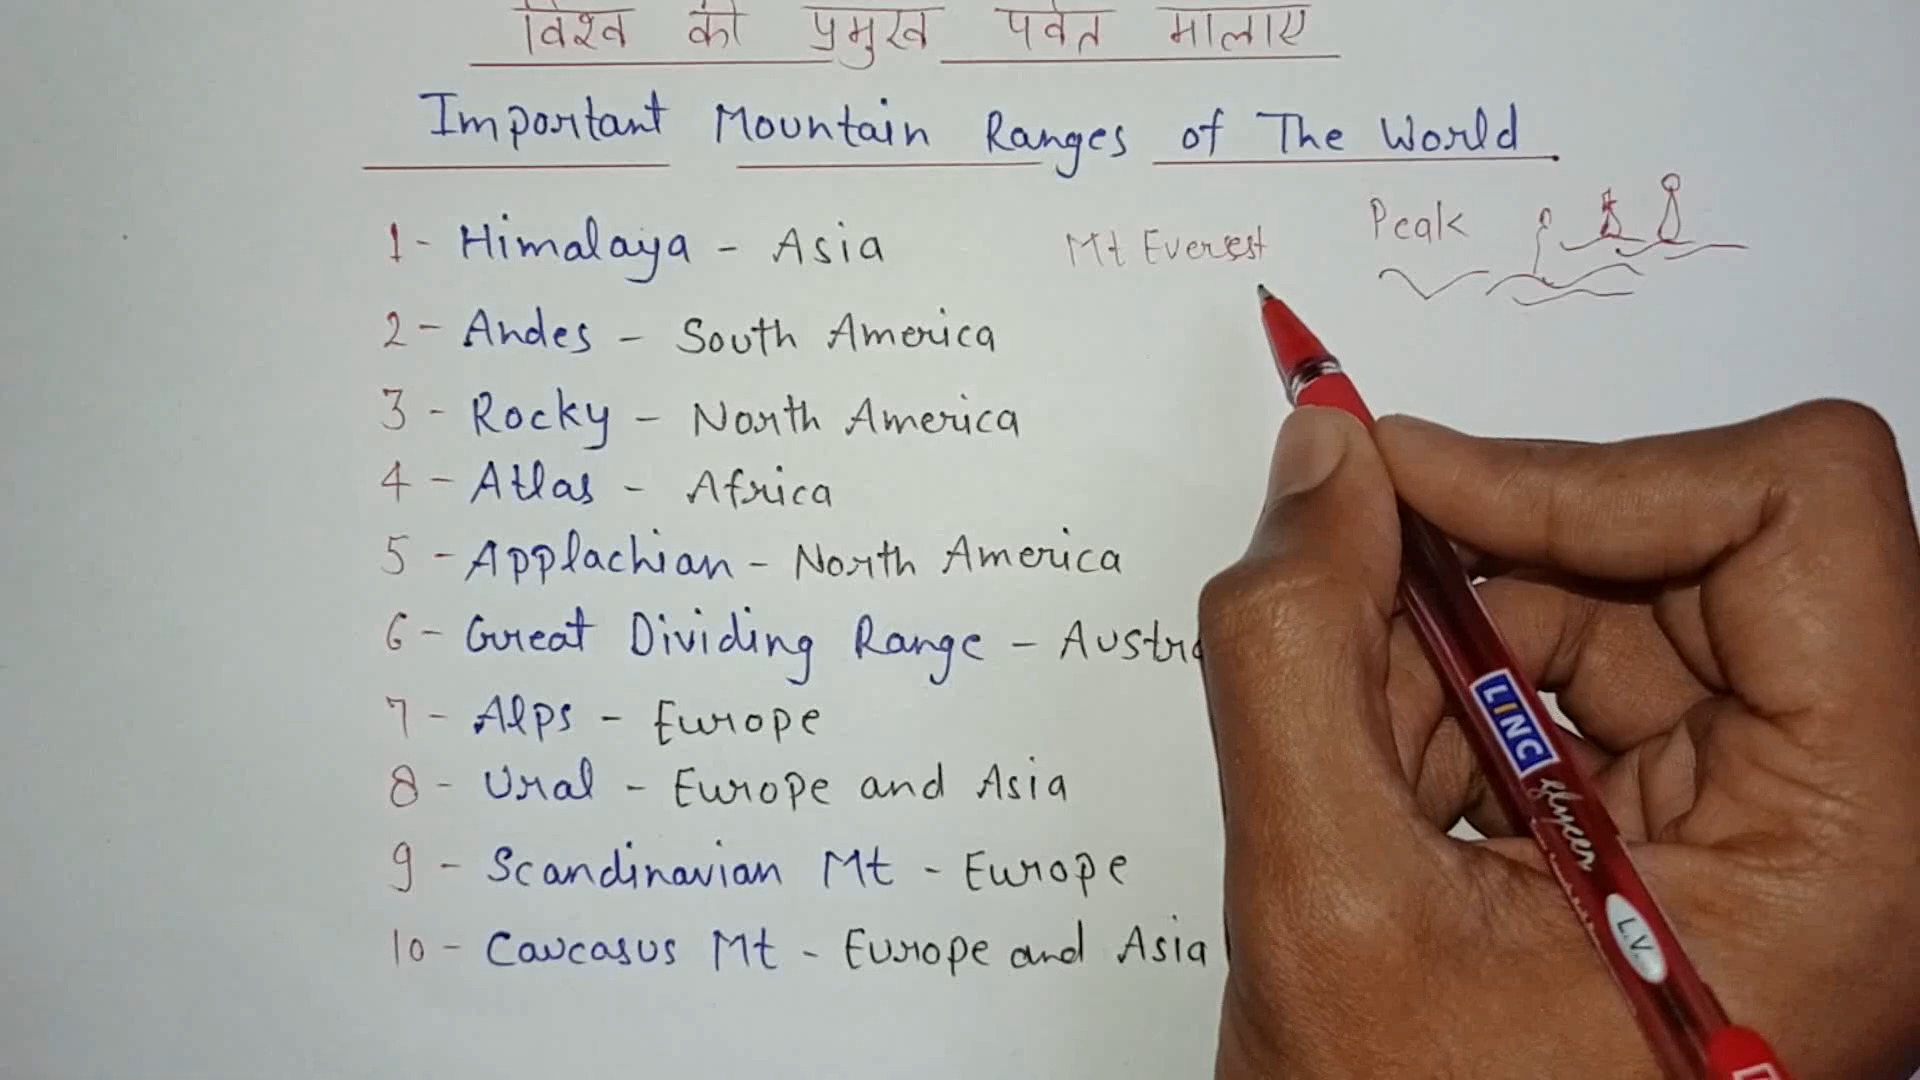 विश्व की प्रमुख पर्वत मालाए
Important Mountain Ranges of The World
1- Himalaya - Asia Mt Everest Peak
2- Andes - South America
3- Rocky - North America
4- Atlas - Africa
5- Applachian - North America
6- Great Dividing Range - Austra
7- Alps - Europe
8- Ural - Europe and Asia
9- Scandinavian Mt - Europe
10- Caucasus Mt - Europe and Asia
LINC
glycer
L.V.